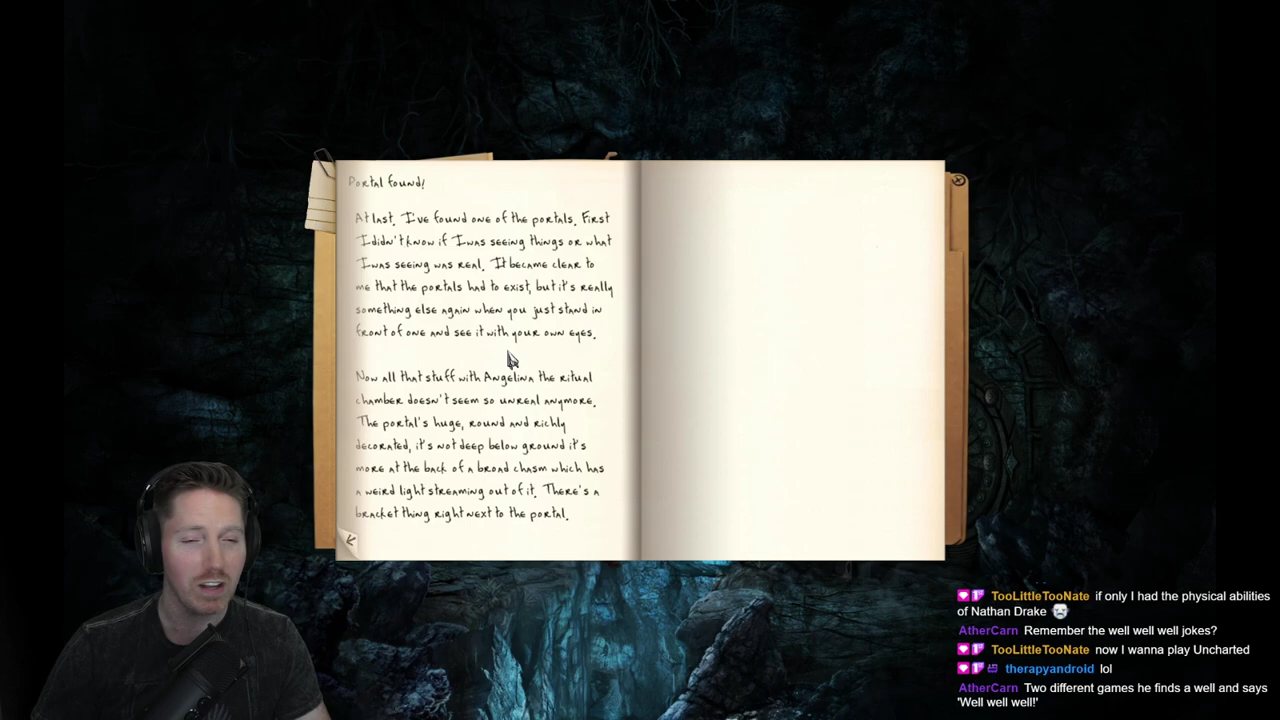 Portal found!
At last, I've found one of the portals. First
I didn't know if I was seeing things or what
I was seeing was real. It became clear to
me that the portals had to exist, but it's really
something else again when you just stand in
front of one and see it with your own eyes.
Now all that stuff with Angelina the ritual
chamber doesn't seem so unreal anymore.
The portal's huge, round and richly
decorated, it's not deep below ground it's
more at the back of a broad chasm which has
a weird light streaming out of it. There's a
bracket thing right next to the portal.
TooLittleTooNate if only I had the physical abilities
of Nathan Drake
AtherCarn Remember the well well well jokes?
TooLittleTooNate now I wanna play Uncharted
therapyandroid lol
AtherCarn Two different games he finds a well and says
'Well well well!'